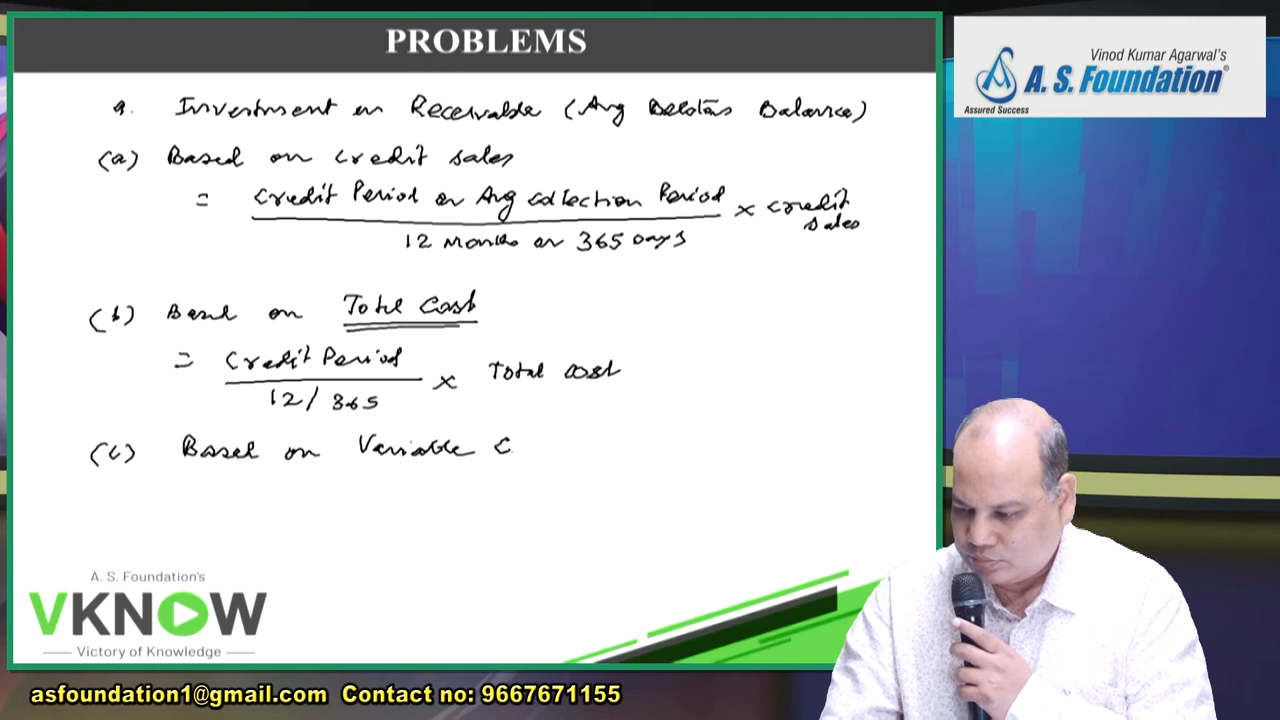 PROBLEMS
Vinod Kumar Agarwal's
A. S. Foundation®
Assured Success
9. Investment in Receivable (Avg Debtors Balance)
(a) Based on credit sales
= Credit Period or Avg collection Period / 12 Months or 365 Days × credit sales
(b) Based on Total Cost
= Credit Period / 12/365 × Total cost
(c) Based on Variable C
A. S. Foundation's
VKNOW
Victory of Knowledge
asfoundation1@gmail.com Contact no: 9667671155